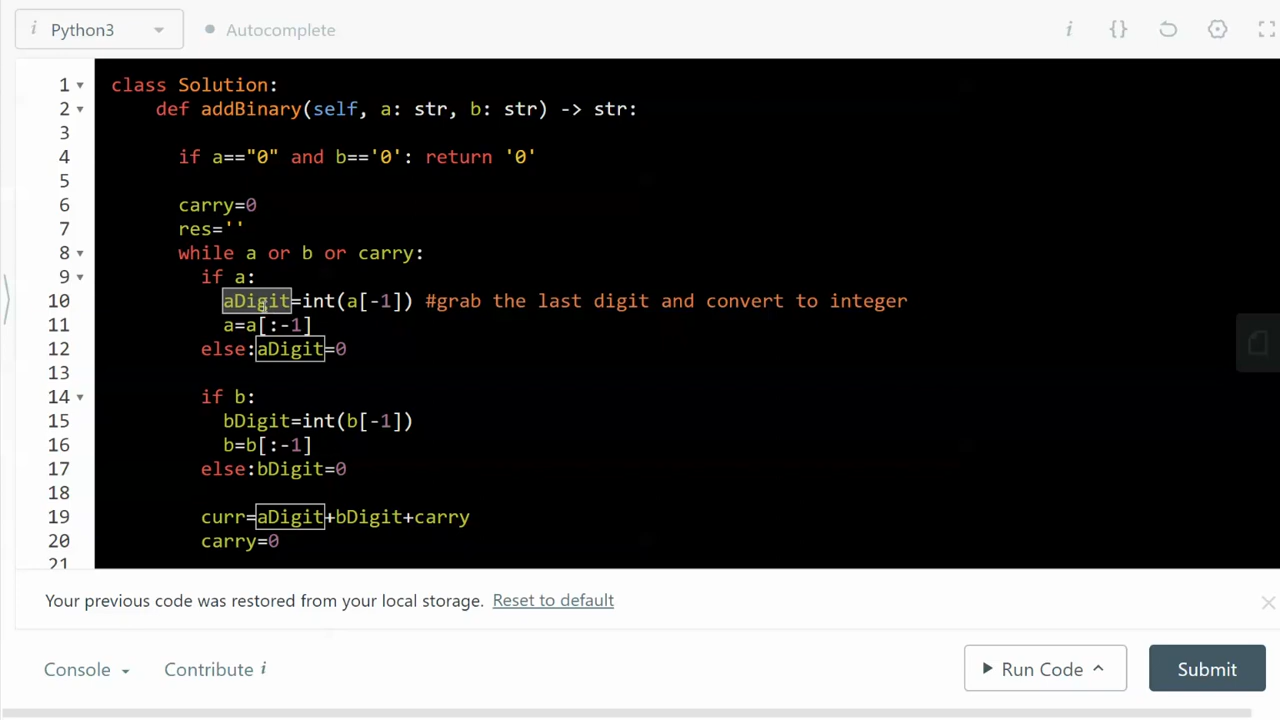 i Python3 Autocomplete i {}
1 class Solution:
2 def addBinary(self, a: str, b: str) -> str:
3
4 if a=="0" and b=='0': return '0'
5
6 carry=0
7 res=''
8 while a or b or carry:
9 if a:
10 aDigit=int(a[-1]) #grab the last digit and convert to integer
11 a=a[:-1]
12 else:aDigit=0
13
14 if b:
15 bDigit=int(b[-1])
16 b=b[:-1]
17 else:bDigit=0
18
19 curr=aDigit+bDigit+carry
20 carry=0
21
Your previous code was restored from your local storage. Reset to default
Console Contribute i Run Code Submit